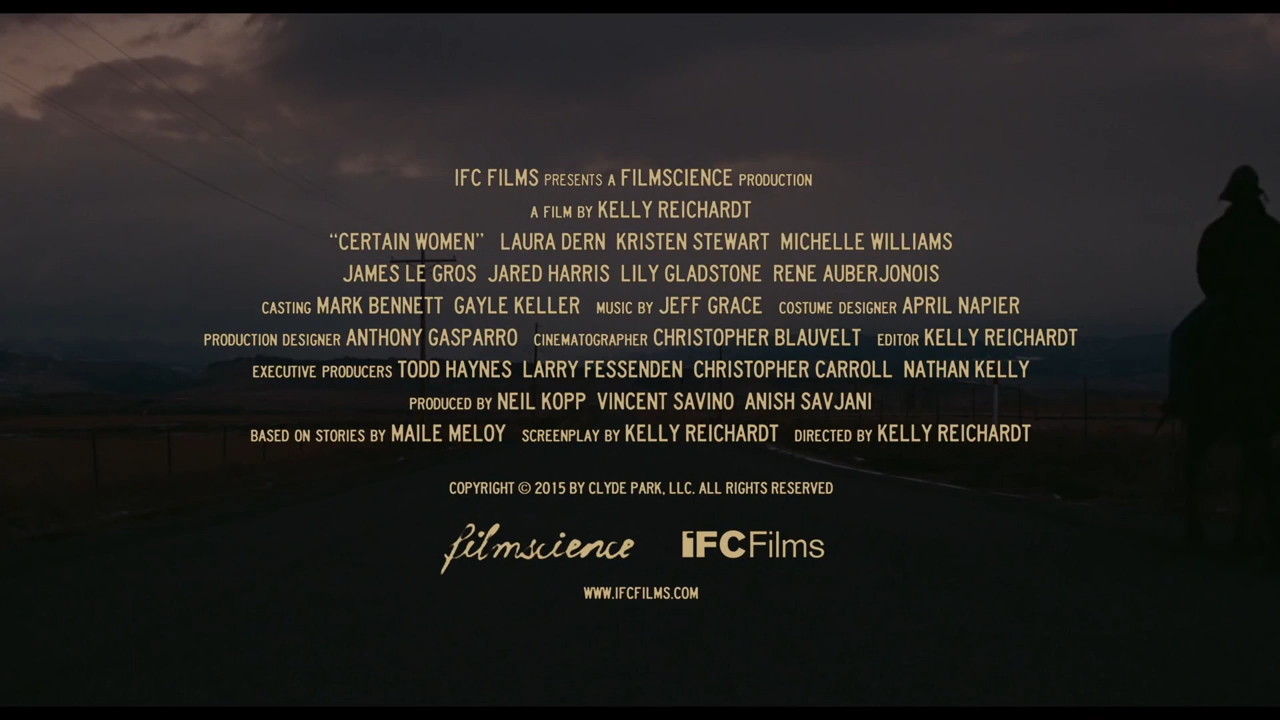 IFC FILMS PRESENTS A FILMSCIENCE PRODUCTION
A FILM BY KELLY REICHARDT
“CERTAIN WOMEN” LAURA DERN KRISTEN STEWART MICHELLE WILLIAMS
JAMES LE GROS JARED HARRIS LILY GLADSTONE RENE AUBERJONOIS
CASTING MARK BENNETT GAYLE KELLER MUSIC BY JEFF GRACE COSTUME DESIGNER APRIL NAPIER
PRODUCTION DESIGNER ANTHONY GASPARRO CINEMATOGRAPHER CHRISTOPHER BLAUVELT EDITOR KELLY REICHARDT
EXECUTIVE PRODUCERS TODD HAYNES LARRY FESSENDEN CHRISTOPHER CARROLL NATHAN KELLY
PRODUCED BY NEIL KOPP VINCENT SAVINO ANISH SAVJANI
BASED ON STORIES BY MAILE MELOY SCREENPLAY BY KELLY REICHARDT DIRECTED BY KELLY REICHARDT
COPYRIGHT © 2015 BY CLYDE PARK, LLC. ALL RIGHTS RESERVED
filmscience IFC Films
WWW.IFCFILMS.COM